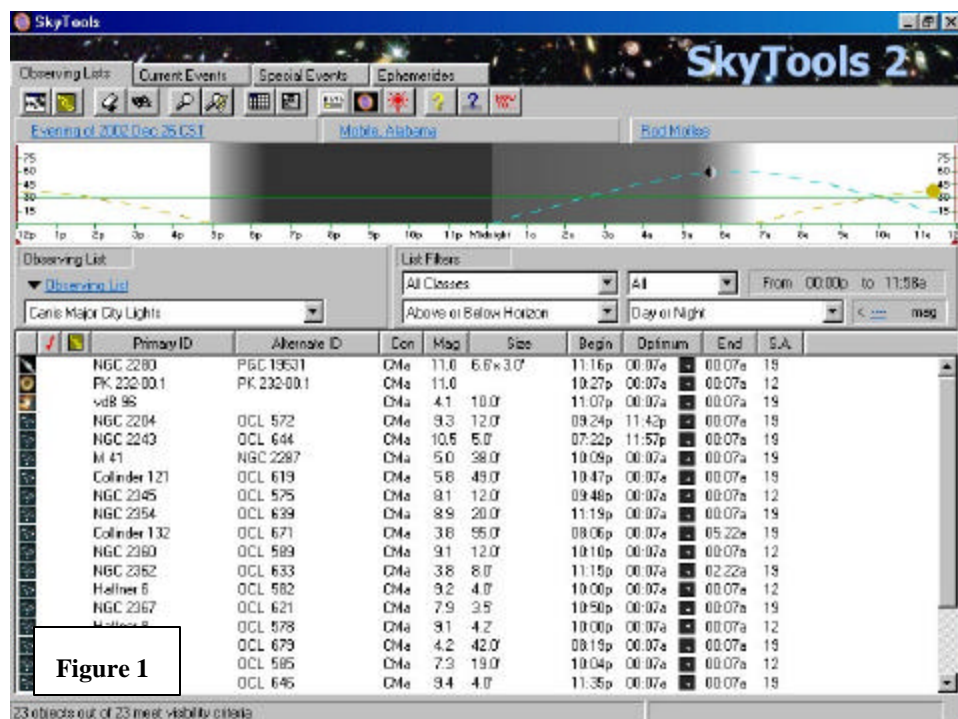 SkyTools
SkyTools 2
Observing Lists Current Events Special Events Ephemerides
Evening of 2002 Dec 26 CST Mobile, Alabama Rod Mollise
75 75
60 60
45 45
30 30
15 15
12p 1p 2p 3p 4p 5p 6p 7p 8p 9p 10p 11p Midnight 1a 2a 3a 4a 5a 6a 7a 8a 9a 10a 11a 12
Observing List List Filters
Observing List All Classes All From 00:00p to 11:58a
Canis Major City Lights Above or Below Horizon Day or Night < mag
Primary ID Alternate ID Con Mag Size Begin Optimum End S.A.
NGC 2280 PGC 19531 CMa 11.0 6.6'x 3.0' 11:16p 00:07a 00:07a 19
PK 232-00.1 PK 232-00.1 CMa 11.0 10:27p 00:07a 00:07a 12
vdB 96 CMa 4.1 10.0' 11:07p 00:07a 00:07a 19
NGC 2204 OCL 572 CMa 9.3 12.0' 09:24p 11:42p 00:07a 19
NGC 2243 OCL 644 CMa 10.5 5.0' 07:22p 11:57p 00:07a 19
M 41 NGC 2287 CMa 5.0 38.0' 10:09p 00:07a 00:07a 19
Collinder 121 OCL 619 CMa 5.8 49.0' 10:47p 00:07a 00:07a 19
NGC 2345 OCL 575 CMa 8.1 12.0' 09:48p 00:07a 00:07a 12
NGC 2354 OCL 639 CMa 8.9 20.0' 11:19p 00:07a 00:07a 19
Collinder 132 OCL 671 CMa 3.8 95.0' 08:06p 00:07a 05:22a 19
NGC 2360 OCL 589 CMa 9.1 12.0' 10:10p 00:07a 00:07a 12
NGC 2362 OCL 633 CMa 3.8 8.0' 11:15p 00:07a 02:22a 19
Haffner 6 OCL 582 CMa 9.2 4.0' 10:00p 00:07a 00:07a 12
NGC 2367 OCL 621 CMa 7.9 3.5' 10:50p 00:07a 00:07a 19
Haffner 8 OCL 578 CMa 9.1 4.2' 10:00p 00:07a 00:07a 12
OCL 679 CMa 4.2 42.0' 08:19p 00:07a 00:07a 19
OCL 585 CMa 7.3 19.0' 10:04p 00:07a 00:07a 12
OCL 646 CMa 9.4 4.0' 11:35p 00:07a 00:07a 19
Figure 1
23 objects out of 23 meet visibility criteria